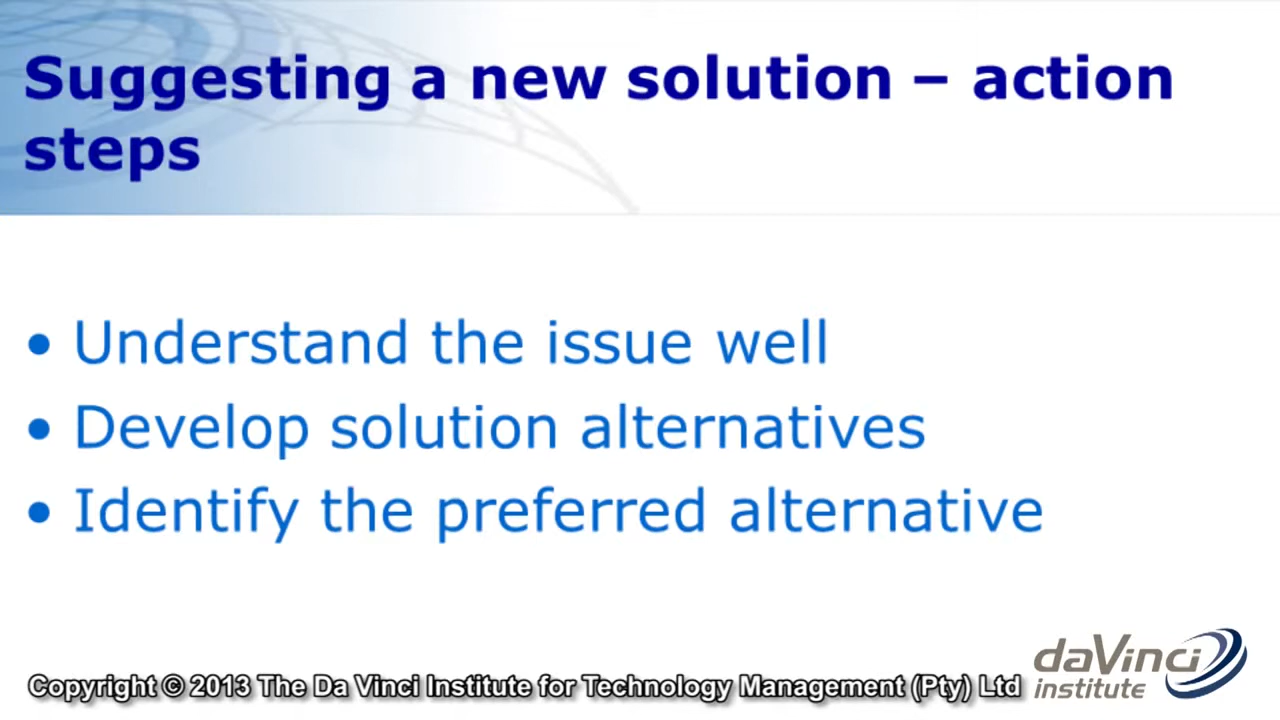 Suggesting a new solution – action
steps
• Understand the issue well
• Develop solution alternatives
• Identify the preferred alternative
Copyright © 2013 The Da Vinci Institute for Technology Management (Pty) Ltd
daVinci
institute